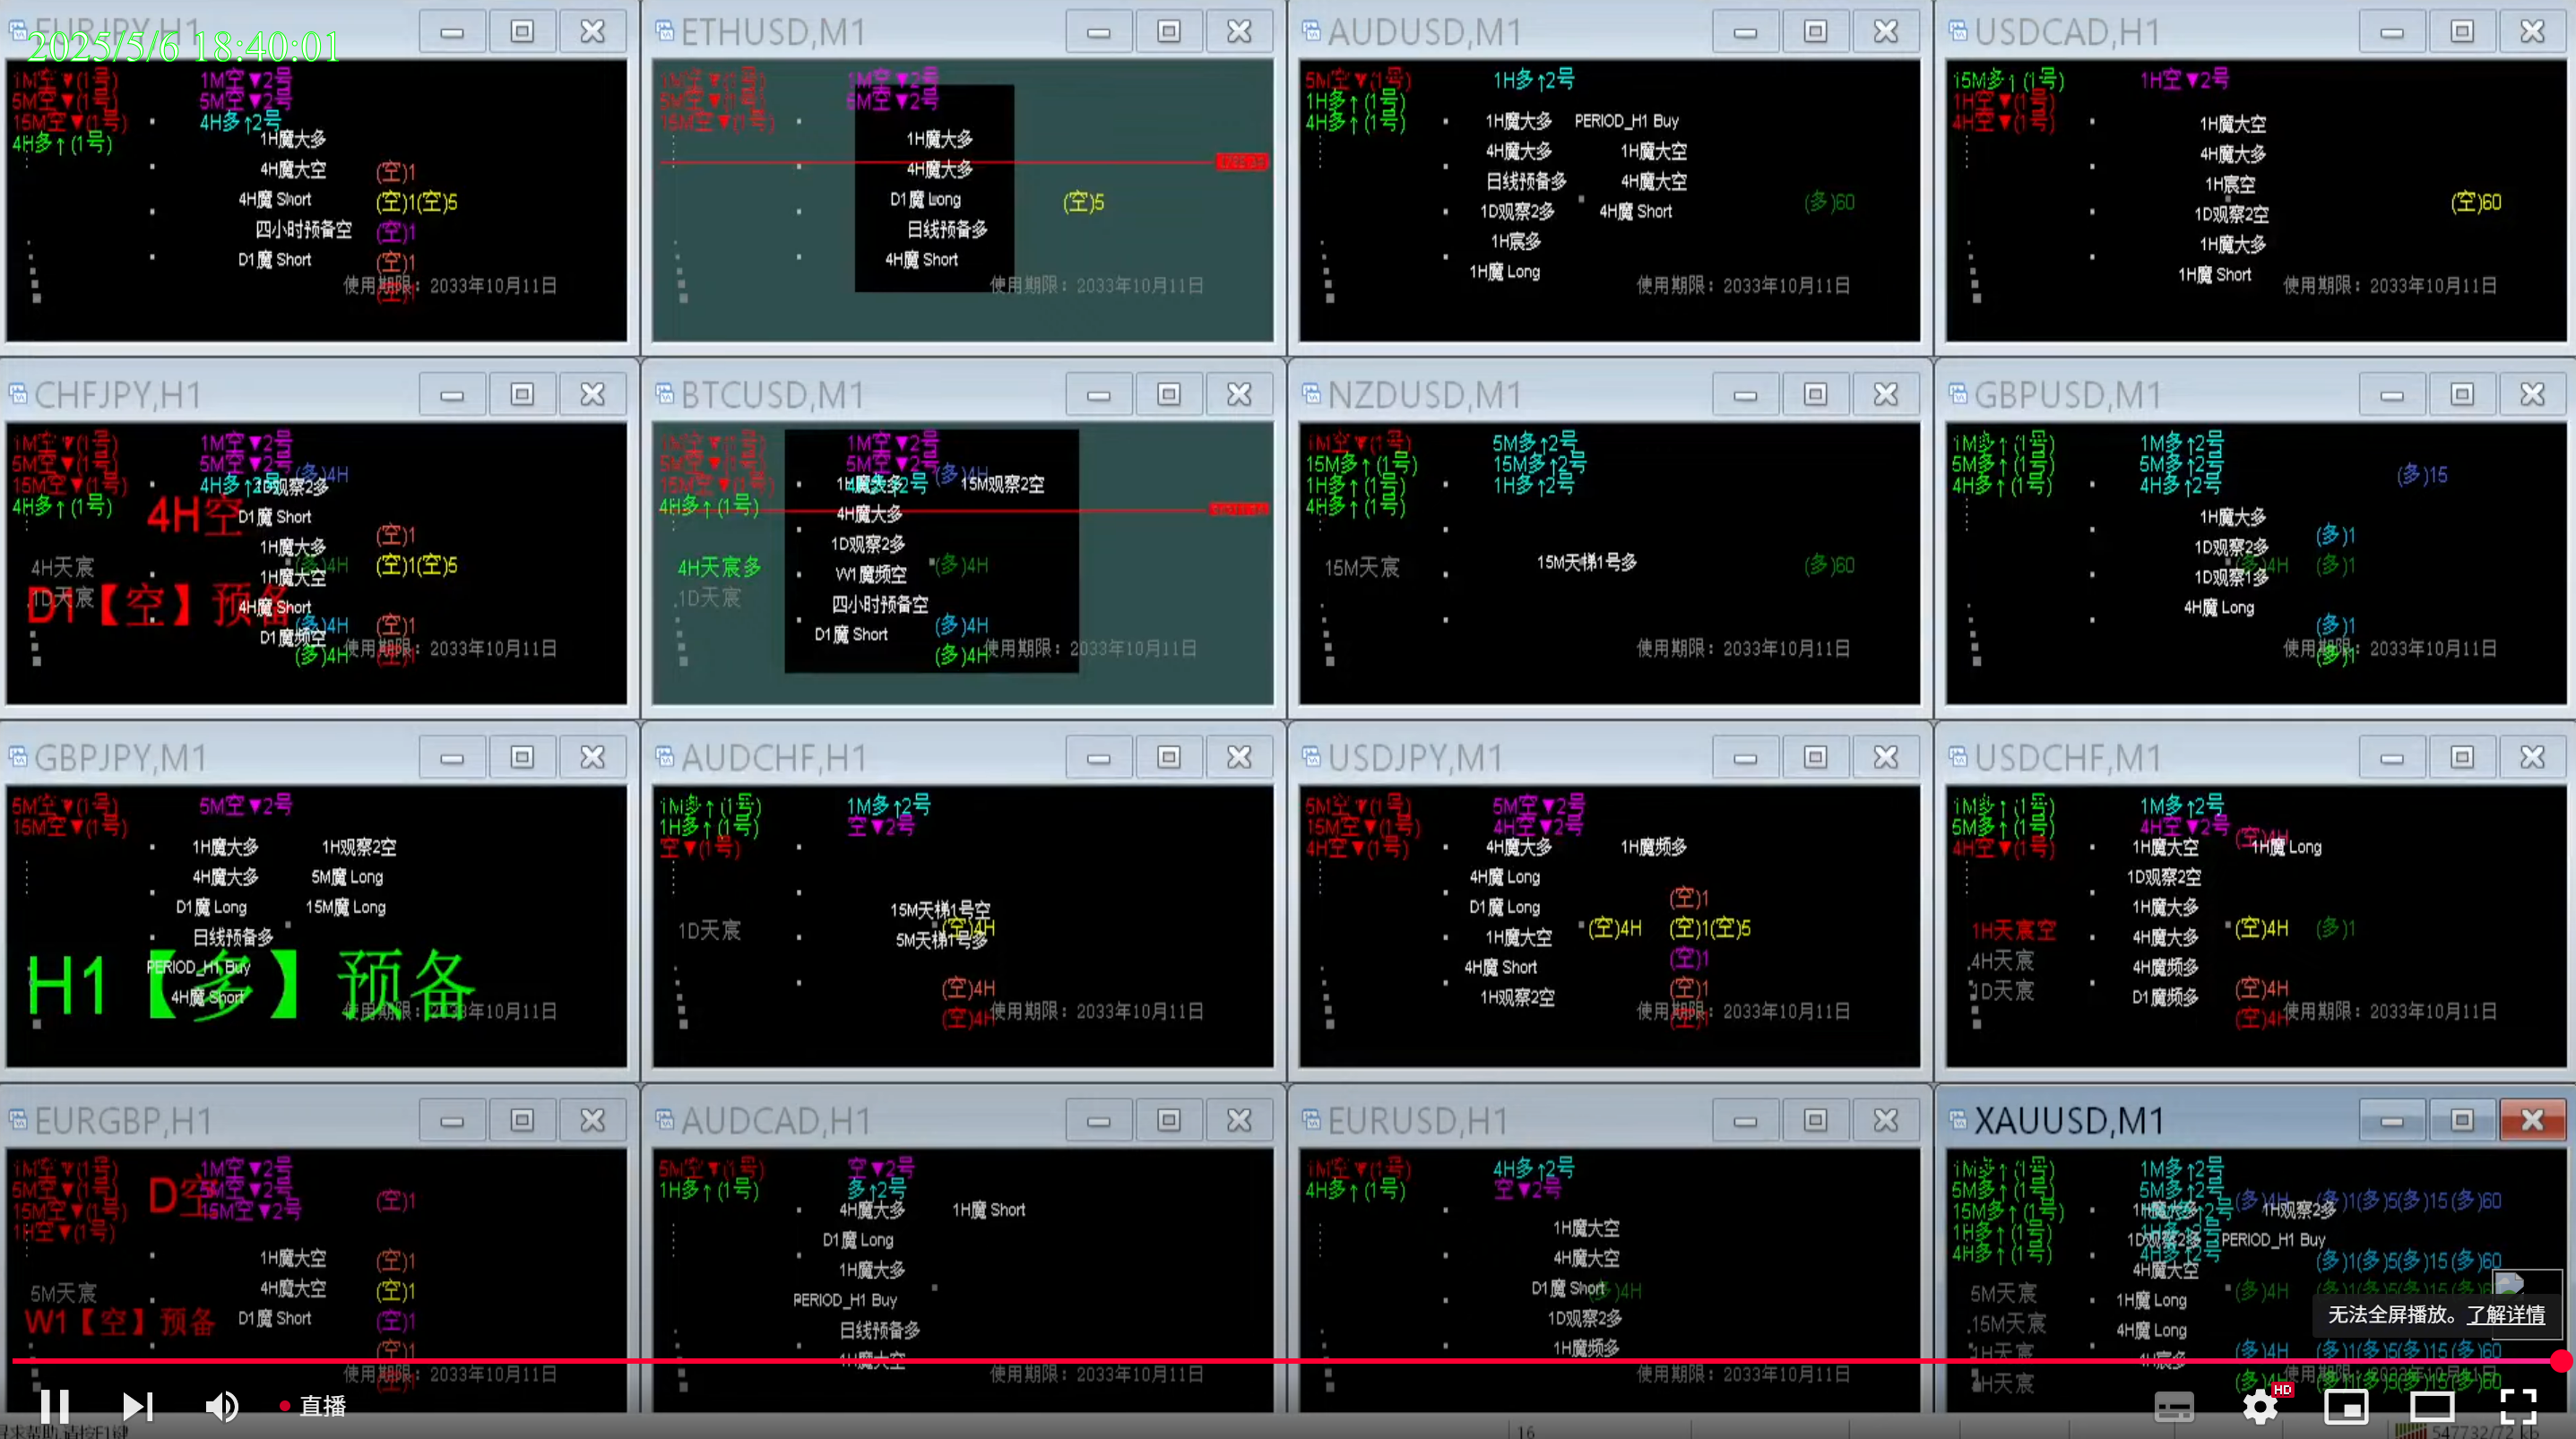 EURJPY,H1
2025/5/6 18:40:01
1M空▼(1号)
5M空▼(1号)
15M空▼(1号)
4H多↑(1号)
1M空▼2号
5M空▼2号
4H多↑2号
1H魔大多
4H魔大空
4H魔 Short
四小时预备空
D1魔 Short
(空)1
(空)1(空)5
(空)1
(空)1
(空)1
使用期限：2033年10月11日
ETHUSD,M1
1M空▼(1号)
5M空▼(1号)
15M空▼(1号)
1M空▼2号
5M空▼2号
1H魔大多
4H魔大多
D1魔 Long
日线预备多
4H魔 Short
(空)5
使用期限：2033年10月11日
AUDUSD,M1
5M空▼(1号)
1H多↑(1号)
4H多↑(1号)
1H多↑2号
1H魔大多
4H魔大多
日线预备多
1D观察2多
1H宸多
1H魔 Long
PERIOD_H1 Buy
1H魔大空
4H魔大空
4H魔 Short
(多)60
使用期限：2033年10月11日
USDCAD,H1
15M多↑(1号)
1H空▼(1号)
4H空▼(1号)
1H空▼2号
1H魔大空
4H魔大多
1H宸空
1D观察2空
1H魔大多
1H魔 Short
(空)60
使用期限：2033年10月11日
CHFJPY,H1
1M空▼(1号)
5M空▼(1号)
15M空▼(1号)
4H多↑(1号)
1M空▼2号
5M空▼2号
4H多↑2号
(多)4H
1D观察2多
4H空
D1魔 Short
1H魔大多
(多)4H
1H魔大空
4H魔 Short
D1魔频空
4H天宸
1D天宸
D1【空】预备
(多)4H
(多)4H
(空)1
(空)1(空)5
(空)1
(空)1
使用期限：2033年10月11日
BTCUSD,M1
1M空▼(1号)
5M空▼(1号)
15M空▼(1号)
4H多↑(1号)
1M空▼2号
5M空▼2号
4H多↑2号
1H魔大多
4H魔大多
1D观察2多
W1魔频空
四小时预备空
D1魔 Short
15M观察2空
4H天宸多
1D天宸
(多)4H
(多)4H
(多)4H
(多)4H
使用期限：2033年10月11日
NZDUSD,M1
1M空▼(1号)
15M多↑(1号)
1H多↑(1号)
4H多↑(1号)
5M多↑2号
15M多↑2号
1H多↑2号
15M天宸
15M天梯1号多
(多)60
使用期限：2033年10月11日
GBPUSD,M1
1M多↑(1号)
5M多↑(1号)
4H多↑(1号)
1M多↑2号
5M多↑2号
4H多↑2号
(多)15
1H魔大多
1D观察2多
(多)4H
1D观察1多
4H魔 Long
(多)1
(多)1
(多)1
(多)1
使用期限：2033年10月11日
GBPJPY,M1
5M空▼(1号)
15M空▼(1号)
5M空▼2号
1H魔大多
4H魔大多
D1魔 Long
日线预备多
PERIOD_H1 Buy
4H魔 Short
1H观察2空
5M魔 Long
15M魔 Long
H1【多】预备
使用期限：2033年10月11日
AUDCHF,H1
1M多↑(1号)
1H多↑(1号)
空▼(1号)
1M多↑2号
空▼2号
1D天宸
15M天梯1号空
(空)4H
5M天梯1号多
(空)4H
(空)4H
使用期限：2033年10月11日
USDJPY,M1
5M空▼(1号)
15M空▼(1号)
4H空▼(1号)
5M空▼2号
4H空▼2号
4H魔大多
4H魔 Long
D1魔 Long
1H魔大空
4H魔 Short
1H观察2空
1H魔频多
(空)4H
(空)1
(空)1(空)5
(空)1
(空)1
(空)1
使用期限：2033年10月11日
USDCHF,M1
1M多↑(1号)
5M多↑(1号)
4H空▼(1号)
1M多↑2号
4H空▼2号
(空)4H
1H魔大空
1D观察2空
1H魔大多
4H魔大多
4H魔频多
D1魔频多
1H魔 Long
1H天宸空
4H天宸
1D天宸
(空)4H
(多)1
(空)4H
(空)4H
使用期限：2033年10月11日
EURGBP,H1
1M空▼(1号)
5M空▼(1号)
15M空▼(1号)
1H空▼(1号)
D空
1M空▼2号
5M空▼2号
15M空▼2号
(空)1
1H魔大空
4H魔大空
D1魔 Short
5M天宸
W1【空】预备
(空)1
(空)1
(空)1
(空)1
使用期限：2033年10月11日
AUDCAD,H1
5M空▼(1号)
1H多↑(1号)
空▼2号
多↑2号
4H魔大多
D1魔 Long
1H魔大多
PERIOD_H1 Buy
日线预备多
4H魔大空
1H魔 Short
使用期限：2033年10月11日
EURUSD,H1
1M空▼(1号)
4H多↑(1号)
4H多↑2号
空▼2号
1H魔大空
4H魔大空
D1魔 Short
(多)4H
1D观察2多
1H魔频多
使用期限：2033年10月11日
XAUUSD,M1
1M多↑(1号)
5M多↑(1号)
15M多↑(1号)
1H多↑(1号)
4H多↑(1号)
1M多↑2号
5M多↑2号
1H多↑2号
4H多↑2号
(多)4H
(多)1(多)5(多)15(多)60
1H魔大多
1H观察2多
1D观察2多
PERIOD_H1 Buy
4H魔大空
(多)1(多)5(多)15(多)60
1H魔 Long
4H魔 Long
(多)4H
5M天宸
15M天宸
1H天宸
4H天宸
(多)4H
(多)1(多)5(多)15(多)60
无法全屏播放。了解详情
直播
HD
16
547732/72 kb